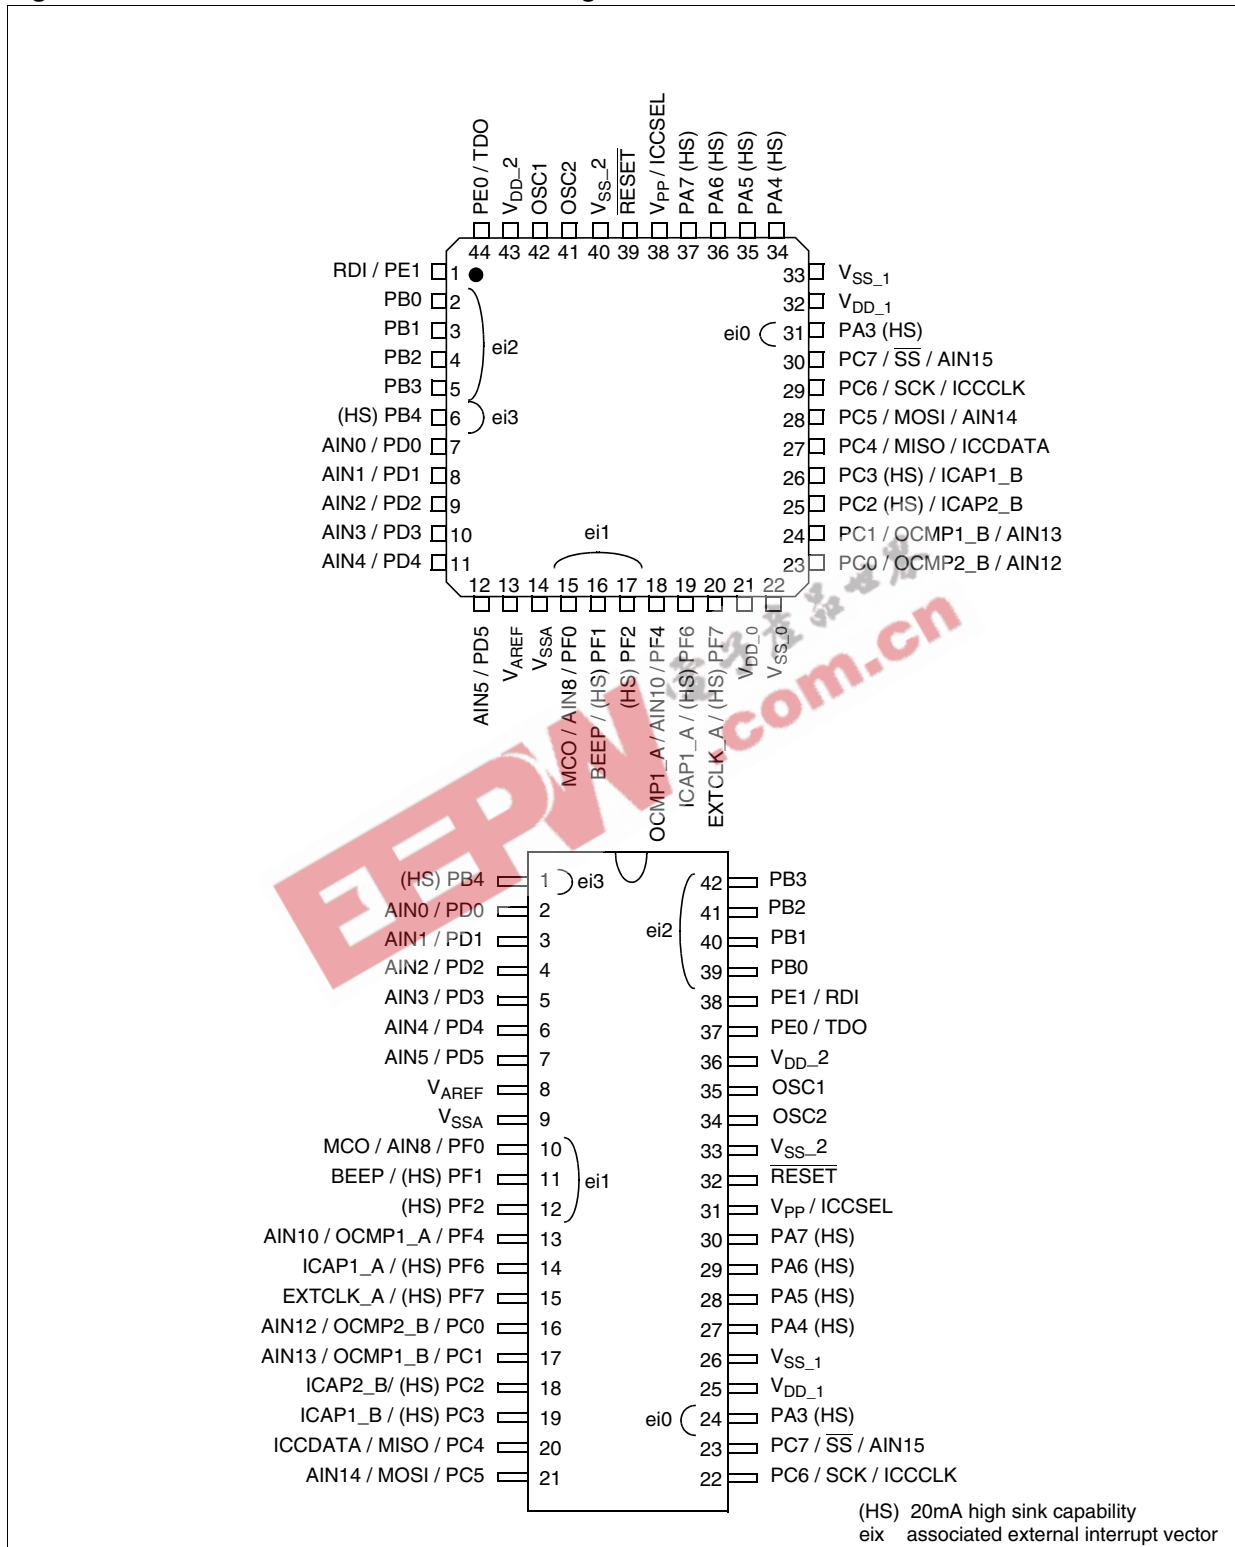 PE0 / TDO
VDD_2
OSC1
OSC2
VSS_2
RESET
VPP / ICCSEL
PA7 (HS)
PA6 (HS)
PA5 (HS)
PA4 (HS)
44 43 42 41 40 39 38 37 36 35 34
RDI / PE1 1
PB0 2
PB1 3
PB2 4
PB3 5
(HS) PB4 6
AIN0 / PD0 7
AIN1 / PD1 8
AIN2 / PD2 9
AIN3 / PD3 10
AIN4 / PD4 11
ei2
ei3
ei0
ei1
33 VSS_1
32 VDD_1
31 PA3 (HS)
30 PC7 / SS / AIN15
29 PC6 / SCK / ICCCLK
28 PC5 / MOSI / AIN14
27 PC4 / MISO / ICCDATA
26 PC3 (HS) / ICAP1_B
25 PC2 (HS) / ICAP2_B
24 PC1 / OCMP1_B / AIN13
23 PC0 / OCMP2_B / AIN12
12 13 14 15 16 17 18 19 20 21 22
AIN5 / PD5
VAREF
VSSA
MCO / AIN8 / PF0
BEEP / (HS) PF1
(HS) PF2
OCMP1_A / AIN10 / PF4
ICAP1_A / (HS) PF6
EXTCLK_A / (HS) PF7
VDD_0
VSS_0
EEPW
.com.cn
电子产品世界
(HS) PB4 1 ei3 42 PB3
AIN0 / PD0 2 41 PB2
AIN1 / PD1 3 ei2 40 PB1
AIN2 / PD2 4 39 PB0
AIN3 / PD3 5 38 PE1 / RDI
AIN4 / PD4 6 37 PE0 / TDO
AIN5 / PD5 7 36 VDD_2
VAREF 8 35 OSC1
VSSA 9 34 OSC2
MCO / AIN8 / PF0 10 33 VSS_2
BEEP / (HS) PF1 11 ei1 32 RESET
(HS) PF2 12 31 VPP / ICCSEL
AIN10 / OCMP1_A / PF4 13 30 PA7 (HS)
ICAP1_A / (HS) PF6 14 29 PA6 (HS)
EXTCLK_A / (HS) PF7 15 28 PA5 (HS)
AIN12 / OCMP2_B / PC0 16 27 PA4 (HS)
AIN13 / OCMP1_B / PC1 17 26 VSS_1
ICAP2_B/ (HS) PC2 18 25 VDD_1
ICAP1_B / (HS) PC3 19 ei0 24 PA3 (HS)
ICCDATA / MISO / PC4 20 23 PC7 / SS / AIN15
AIN14 / MOSI / PC5 21 22 PC6 / SCK / ICCCLK
(HS) 20mA high sink capability
eix associated external interrupt vector